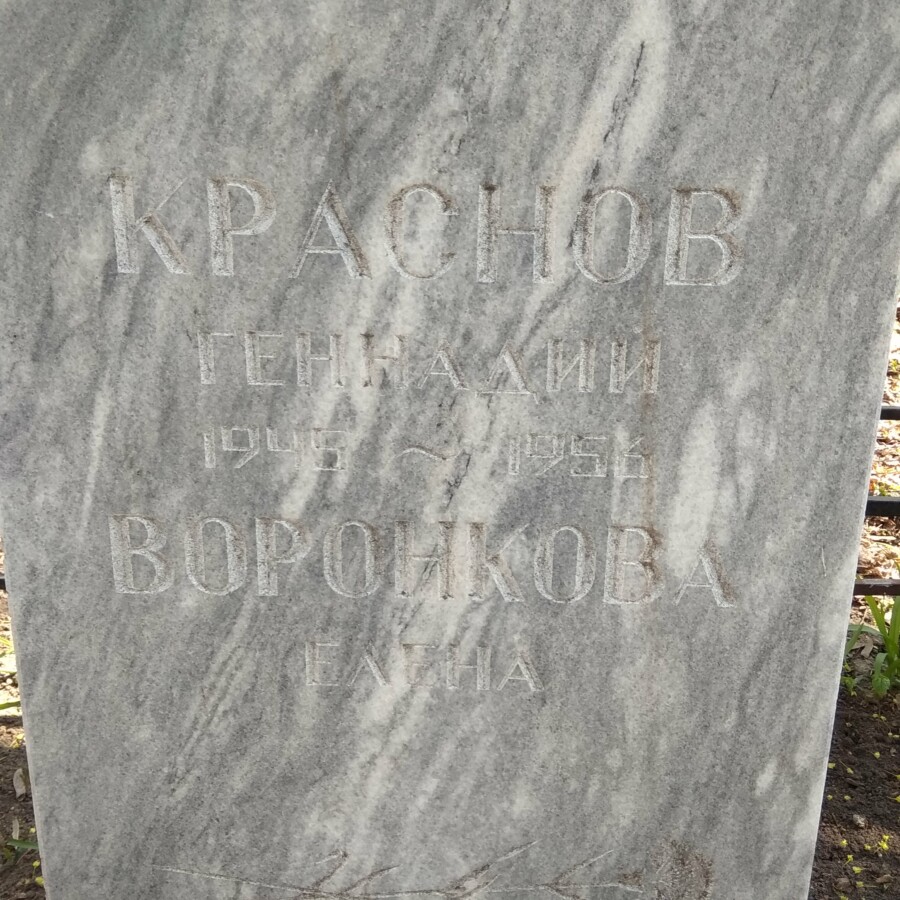 КРАСНОВ
ГЕННАДИЙ
1945 ~ 1956
ВОРОНКОВА
ЕЛЕНА